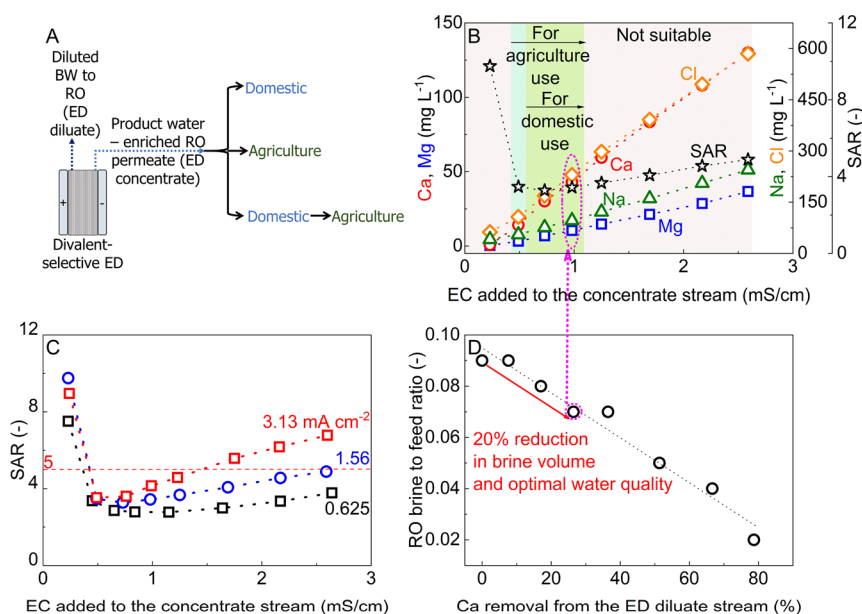 A
Diluted
BW to
RO
(ED
diluate)
Product water
– enriched RO
permeate (ED
concentrate)
Domestic
Agriculture
Domestic
Agriculture
+
-
Divalent-
selective ED
B
For
agriculture
use
For
domestic
use
Not suitable
Cl
Ca
SAR
Na
Mg
Ca, Mg (mg L-1)
150
100
50
0
Na, Cl (mg L-1)
600
450
300
150
0
SAR (-)
12
8
4
0
0
1
2
3
EC added to the concentrate stream (mS/cm)
C
SAR (-)
12
8
4
0
5
3.13 mA cm-2
1.56
0.625
0
1
2
3
EC added to the concentrate stream (mS/cm)
D
RO brine to feed ratio (-)
0.10
0.08
0.06
0.04
0.02
20% reduction
in brine volume
and optimal water quality
0
20
40
60
80
Ca removal from the ED diluate stream (%)